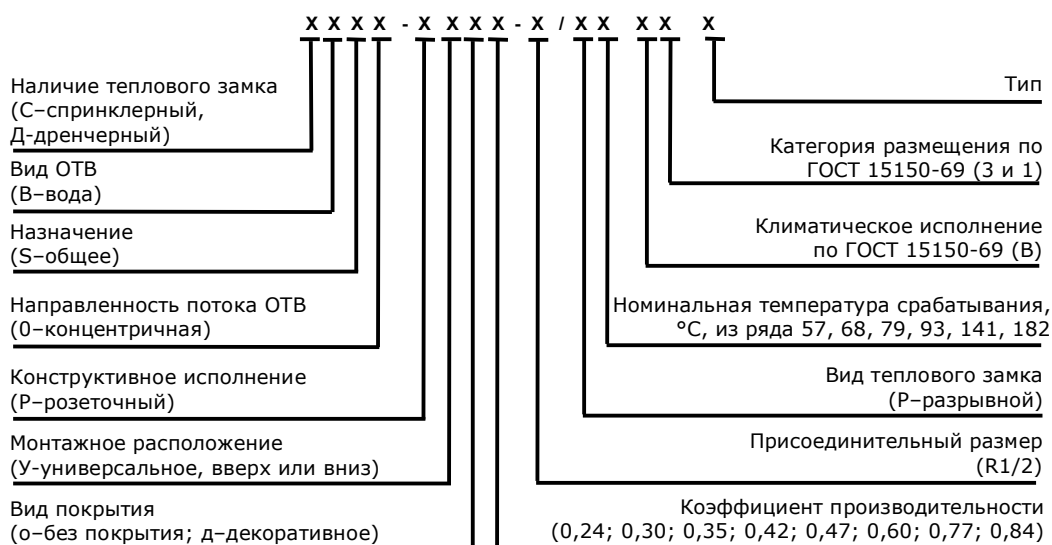 X X X X - X X X X - X / X X X X X
Наличие теплового замка
(С–спринклерный,
Д-дренчерный)
Вид ОТВ
(В–вода)
Назначение
(S–общее)
Направленность потока ОТВ
(0–концентричная)
Конструктивное исполнение
(Р–розеточный)
Монтажное расположение
(У-универсальное, вверх или вниз)
Вид покрытия
(о–без покрытия; д–декоративное)
Тип
Категория размещения по
ГОСТ 15150-69 (3 и 1)
Климатическое исполнение
по ГОСТ 15150-69 (В)
Номинальная температура срабатывания,
°С, из ряда 57, 68, 79, 93, 141, 182
Вид теплового замка
(Р–разрывной)
Присоединительный размер
(R1/2)
Коэффициент производительности
(0,24; 0,30; 0,35; 0,42; 0,47; 0,60; 0,77; 0,84)